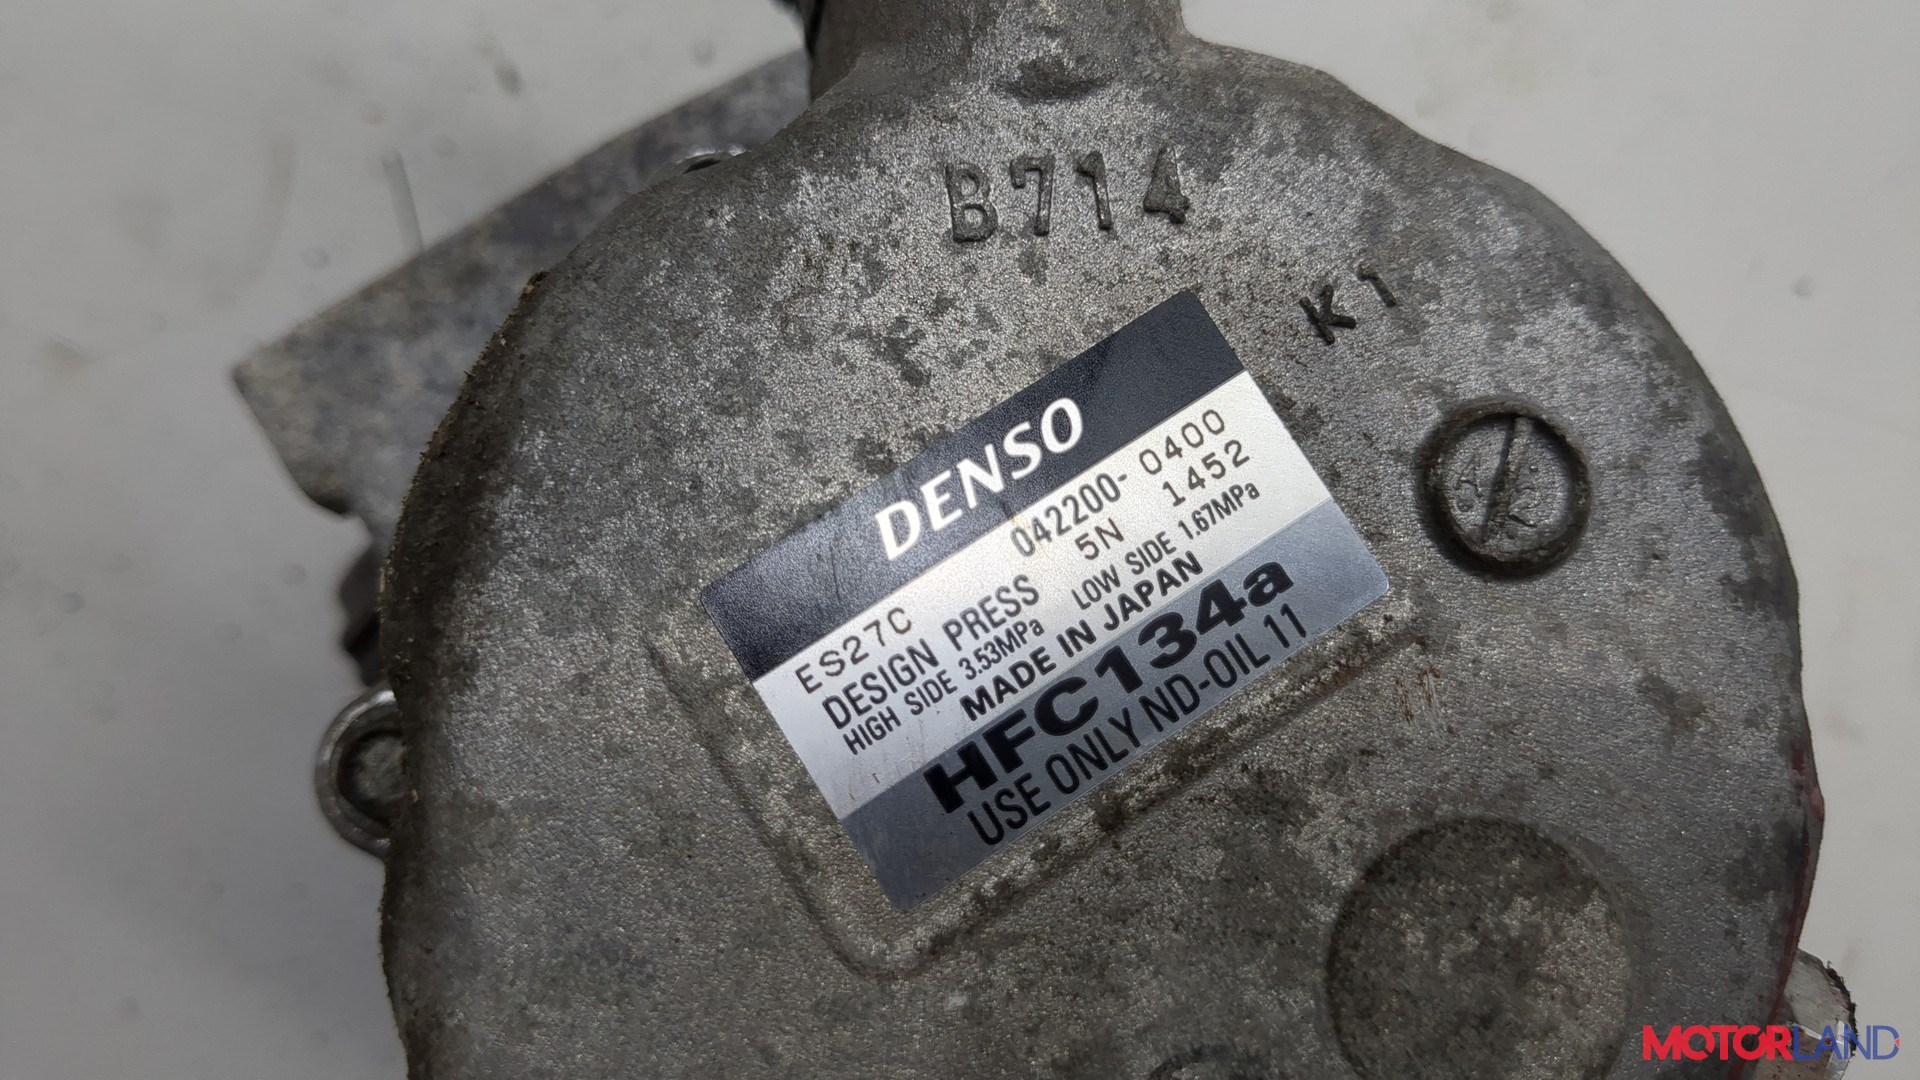 B714
K1
DENSO
ES27C 042200-0400
DESIGN PRESS 5N 1452
HIGH SIDE 3.53MPa LOW SIDE 1.67MPa
MADE IN JAPAN
HFC134a
USE ONLY ND-OIL 11
MOTORLAND